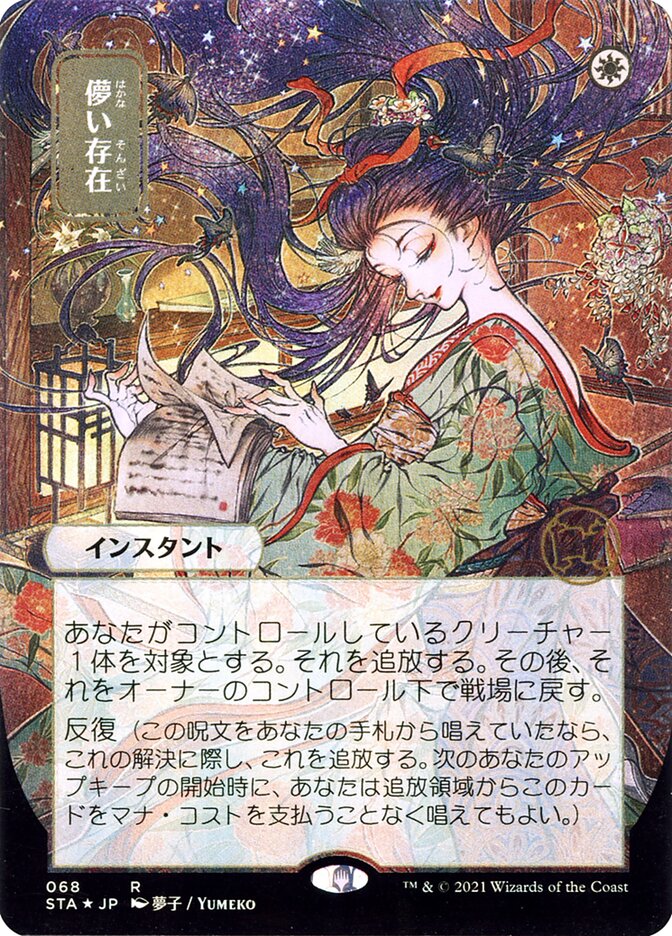 儚い存在
はかな そんざい
インスタント
あなたがコントロールしているクリーチャー
１体を対象とする。それを追放する。その後、そ
れをオーナーのコントロール下で戦場に戻す。
反復（この呪文をあなたの手札から唱えていたなら、
これの解決に際し、これを追放する。次のあなたのアッ
プキープの開始時に、あなたは追放領域からこのカー
ドをマナ・コストを支払うことなく唱えてもよい。）
068 R
STA ★ JP 夢子 / YUMEKO
™ & © 2021 Wizards of the Coast